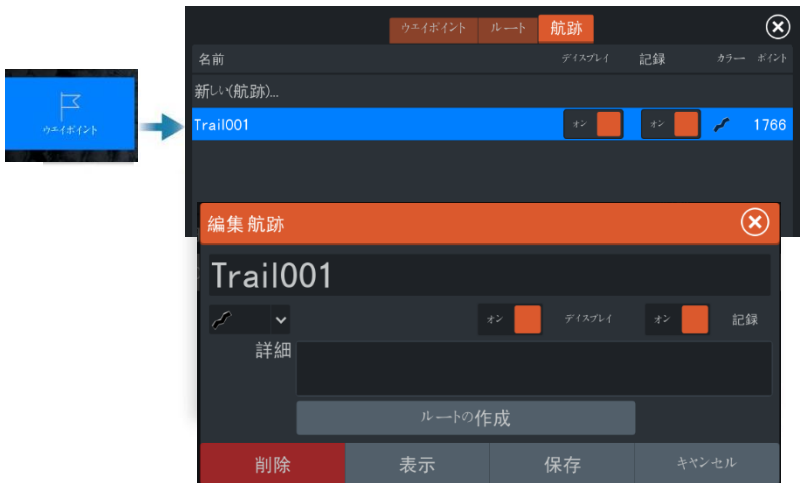 ウエイポイント
ウエイポイント ルート 航跡
名前 ディスプレイ 記録 カラー ポイント
新しい(航跡)...
Trail001 オン オン 1766
編集 航跡
Trail001
オン ディスプレイ オン 記録
詳細
ルートの作成
削除 表示 保存 キャンセル